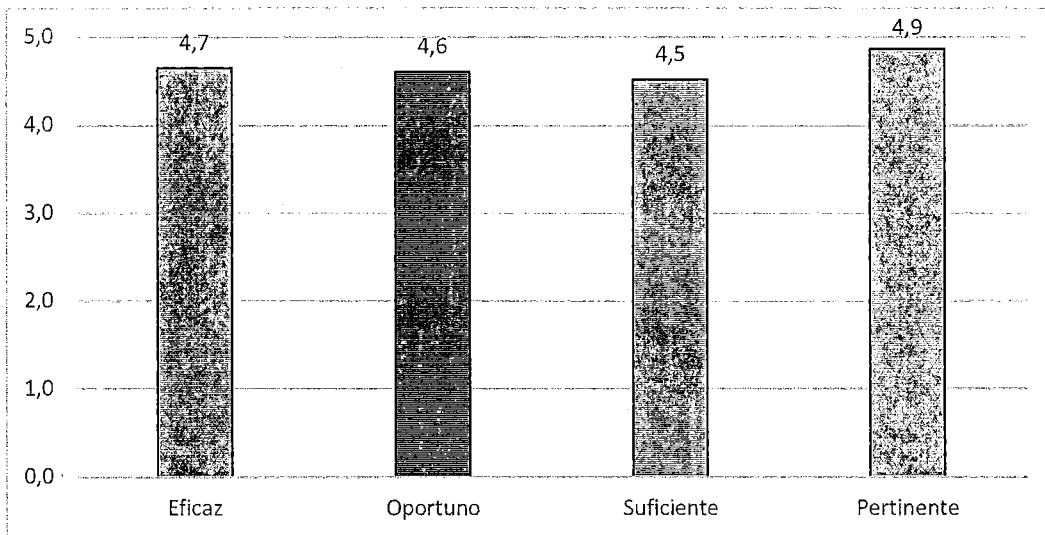 5,0
4,7
4,6
4,5
4,9
4,0
3,0
2,0
1,0
0,0
Eficaz
Oportuno
Suficiente
Pertinente